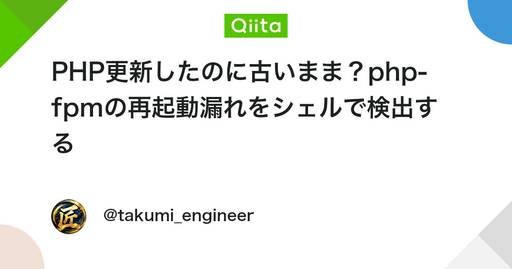 Qiita
PHP更新したのに古いまま？php-
fpmの再起動漏れをシェルで検出す
る
匠
@takumi_engineer